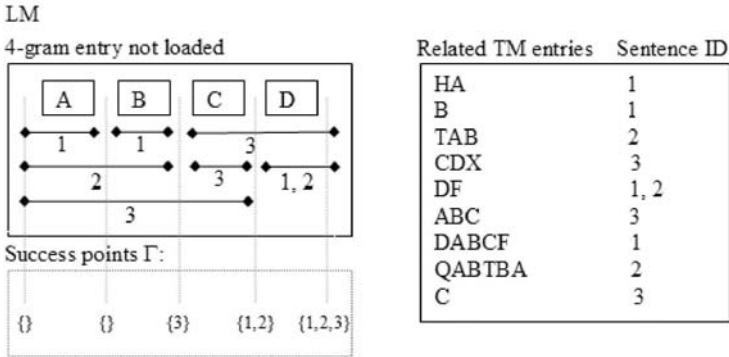 LM
4-gram entry not loaded
A B C D
1 1 3
2 3 1, 2
3
Success points Γ:
{} {} {3} {1,2} {1,2,3}
Related TM entries Sentence ID
HA 1
B 1
TAB 2
CDX 3
DF 1, 2
ABC 3
DABCF 1
QABTBA 2
C 3